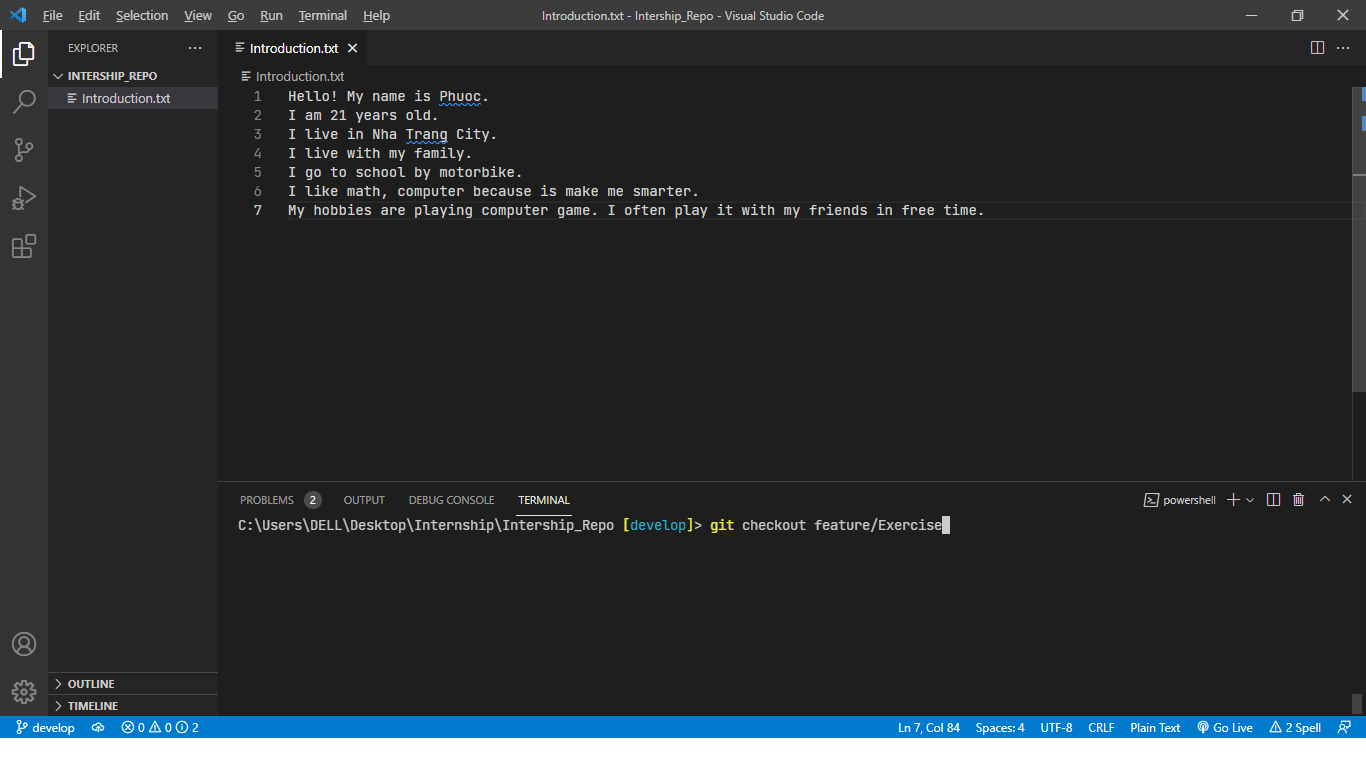 File Edit Selection View Go Run Terminal Help Introduction.txt - Intership_Repo - Visual Studio Code
EXPLORER
INTERSHIP_REPO
Introduction.txt
OUTLINE
TIMELINE
Introduction.txt
Introduction.txt
1 Hello! My name is Phuoc.
2 I am 21 years old.
3 I live in Nha Trang City.
4 I live with my family.
5 I go to school by motorbike.
6 I like math, computer because is make me smarter.
7 My hobbies are playing computer game. I often play it with my friends in free time.
PROBLEMS 2 OUTPUT DEBUG CONSOLE TERMINAL powershell
C:\Users\DELL\Desktop\Internship\Intership_Repo [develop]> git checkout feature/Exercise
develop 0 0 2 Ln 7, Col 84 Spaces: 4 UTF-8 CRLF Plain Text Go Live 2 Spell